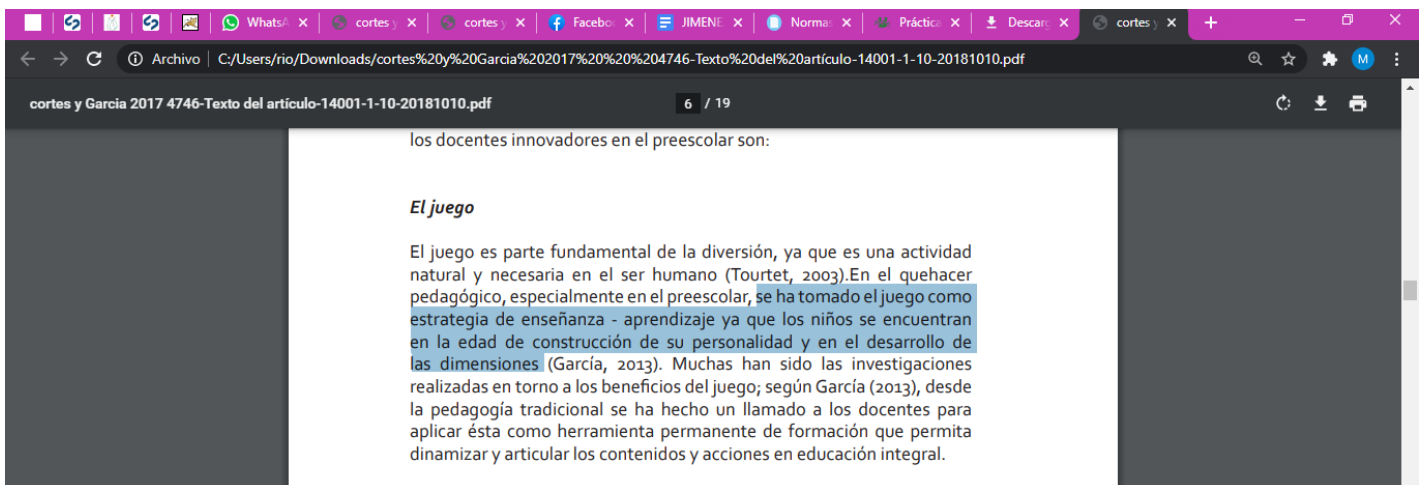 WhatsA
cortes y
cortes y
Faceboo
JIMENE
Normas
Práctica
Descarg
cortes y
Archivo | C:/Users/rio/Downloads/cortes%20y%20Garcia%202017%20%20%204746-Texto%20del%20artículo-14001-1-10-20181010.pdf
M
cortes y Garcia 2017 4746-Texto del artículo-14001-1-10-20181010.pdf
6 / 19
los docentes innovadores en el preescolar son:
El juego
El juego es parte fundamental de la diversión, ya que es una actividad
natural y necesaria en el ser humano (Tourtet, 2003).En el quehacer
pedagógico, especialmente en el preescolar, se ha tomado el juego como
estrategia de enseñanza - aprendizaje ya que los niños se encuentran
en la edad de construcción de su personalidad y en el desarrollo de
las dimensiones (García, 2013). Muchas han sido las investigaciones
realizadas en torno a los beneficios del juego; según García (2013), desde
la pedagogía tradicional se ha hecho un llamado a los docentes para
aplicar ésta como herramienta permanente de formación que permita
dinamizar y articular los contenidos y acciones en educación integral.